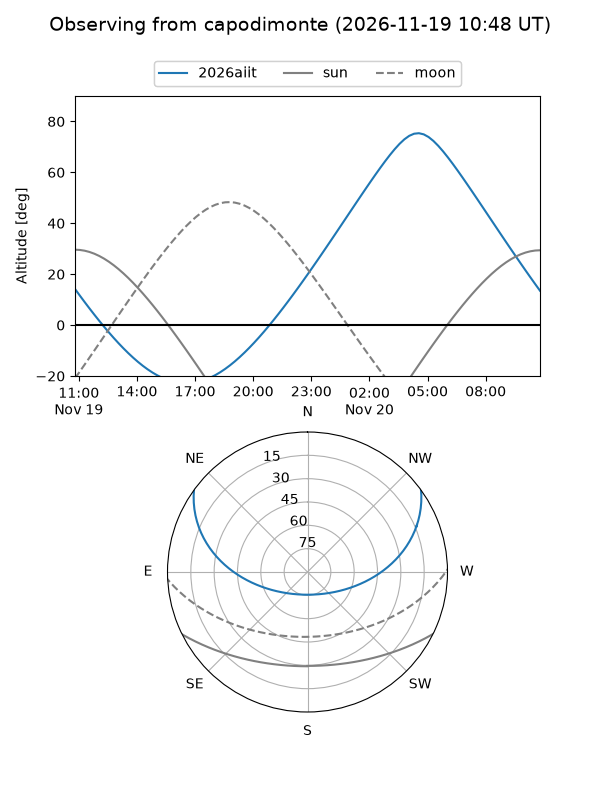 Observing from capodimonte (2026-11-19 10:48 UT)
2026aiit sun moon
Altitude [deg]
80
60
40
20
0
−20
11:00 14:00 17:00 20:00 23:00 02:00 05:00 08:00
Nov 19 Nov 20
N
NE NW
15
30
45
60
75
E W
SE SW
S